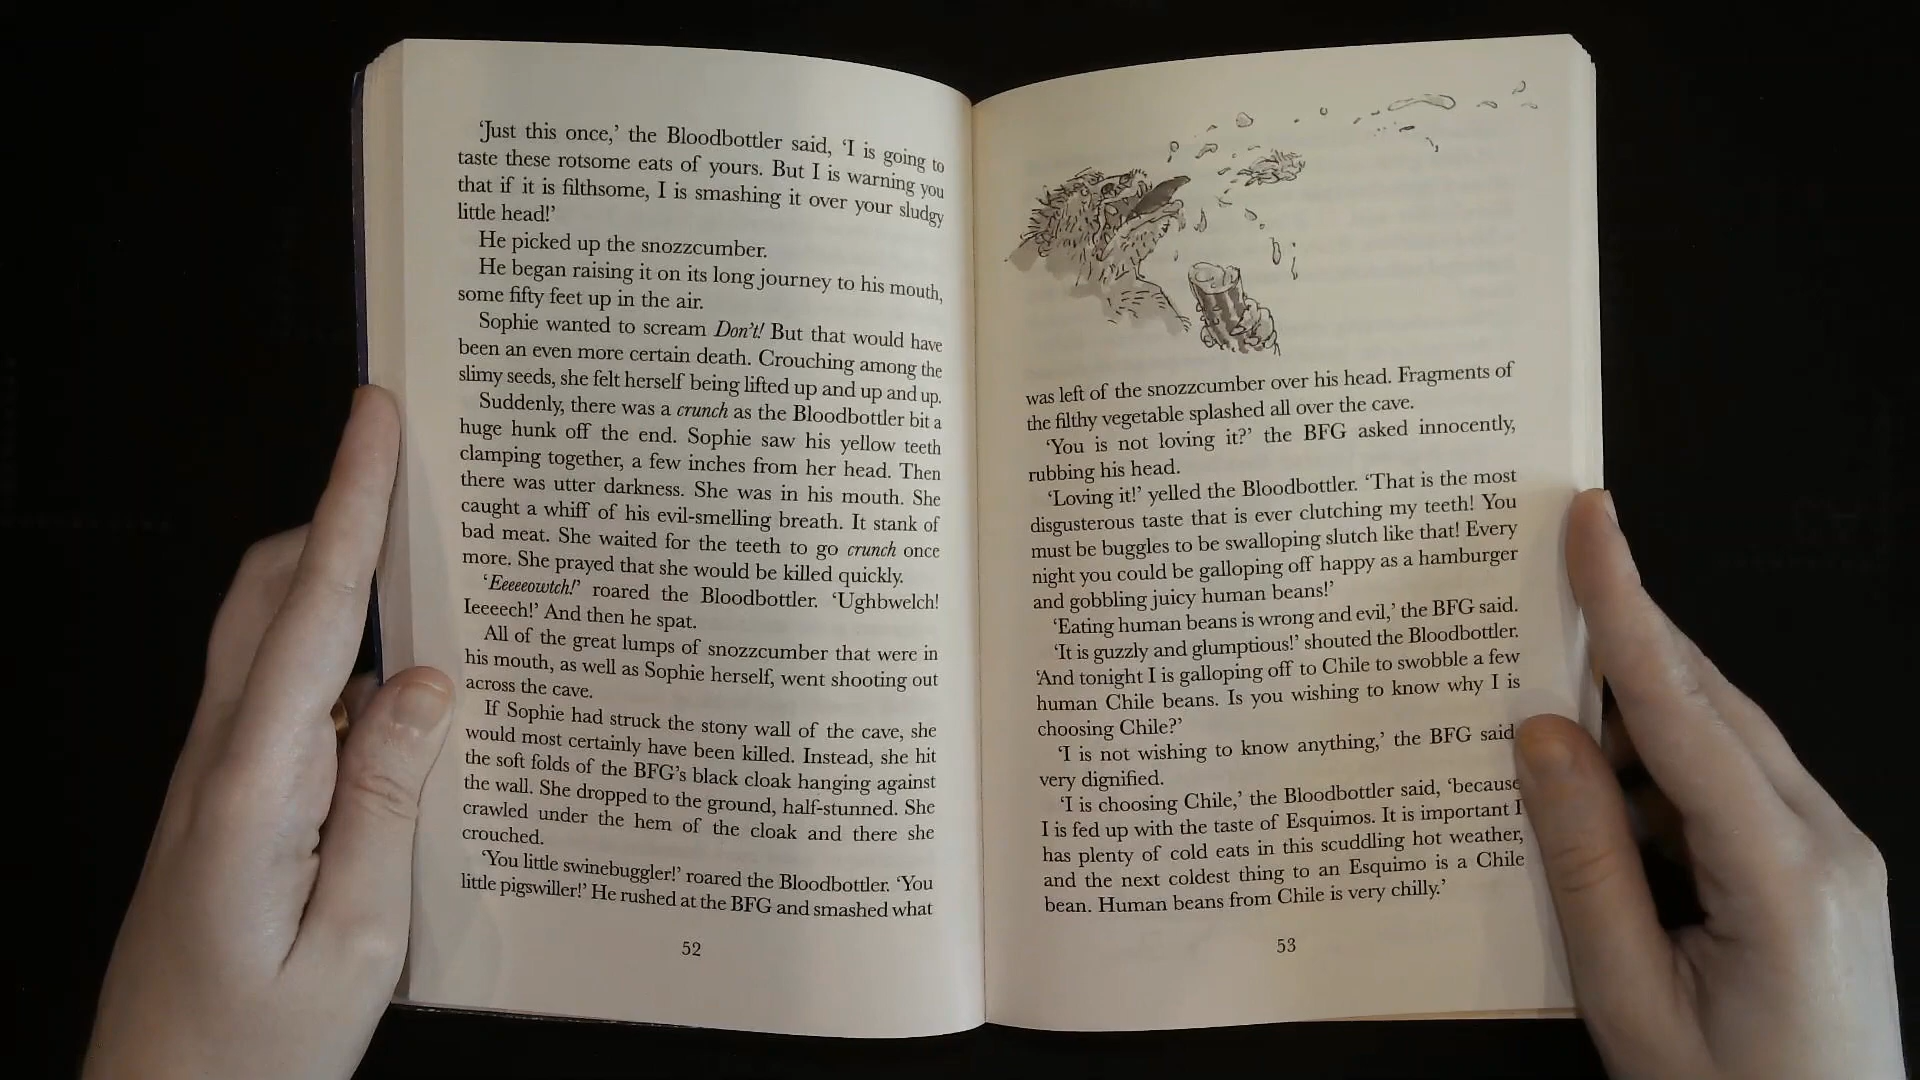 ‘Just this once,’ the Bloodbottler said, ‘I is going to
taste these rotsome eats of yours. But I is warning you
that if it is filthsome, I is smashing it over your sludgy
little head!’
He picked up the snozzcumber.
He began raising it on its long journey to his mouth,
some fifty feet up in the air.
Sophie wanted to scream Don’t! But that would have
been an even more certain death. Crouching among the
slimy seeds, she felt herself being lifted up and up and up.
Suddenly, there was a crunch as the Bloodbottler bit a
huge hunk off the end. Sophie saw his yellow teeth
clamping together, a few inches from her head. Then
there was utter darkness. She was in his mouth. She
caught a whiff of his evil-smelling breath. It stank of
bad meat. She waited for the teeth to go crunch once
more. She prayed that she would be killed quickly.
‘Eeeeeowtch!’ roared the Bloodbottler. ‘Ughbwelch!
Ieeeech!’ And then he spat.
All of the great lumps of snozzcumber that were in
his mouth, as well as Sophie herself, went shooting out
across the cave.
If Sophie had struck the stony wall of the cave, she
would most certainly have been killed. Instead, she hit
the soft folds of the BFG’s black cloak hanging against
the wall. She dropped to the ground, half-stunned. She
crawled under the hem of the cloak and there she
crouched.
‘You little swinebuggler!’ roared the Bloodbottler. ‘You
little pigswiller!’ He rushed at the BFG and smashed what
52
was left of the snozzcumber over his head. Fragments of
the filthy vegetable splashed all over the cave.
‘You is not loving it?’ the BFG asked innocently,
rubbing his head.
‘Loving it!’ yelled the Bloodbottler. ‘That is the most
disgusterous taste that is ever clutching my teeth! You
must be buggles to be swalloping slutch like that! Every
night you could be galloping off happy as a hamburger
and gobbling juicy human beans!’
‘Eating human beans is wrong and evil,’ the BFG said.
‘It is guzzly and glumptious!’ shouted the Bloodbottler.
‘And tonight I is galloping off to Chile to swobble a few
human Chile beans. Is you wishing to know why I is
choosing Chile?’
‘I is not wishing to know anything,’ the BFG said,
very dignified.
‘I is choosing Chile,’ the Bloodbottler said, ‘because
I is fed up with the taste of Esquimos. It is important I
has plenty of cold eats in this scuddling hot weather,
and the next coldest thing to an Esquimo is a Chile
bean. Human beans from Chile is very chilly.’
53